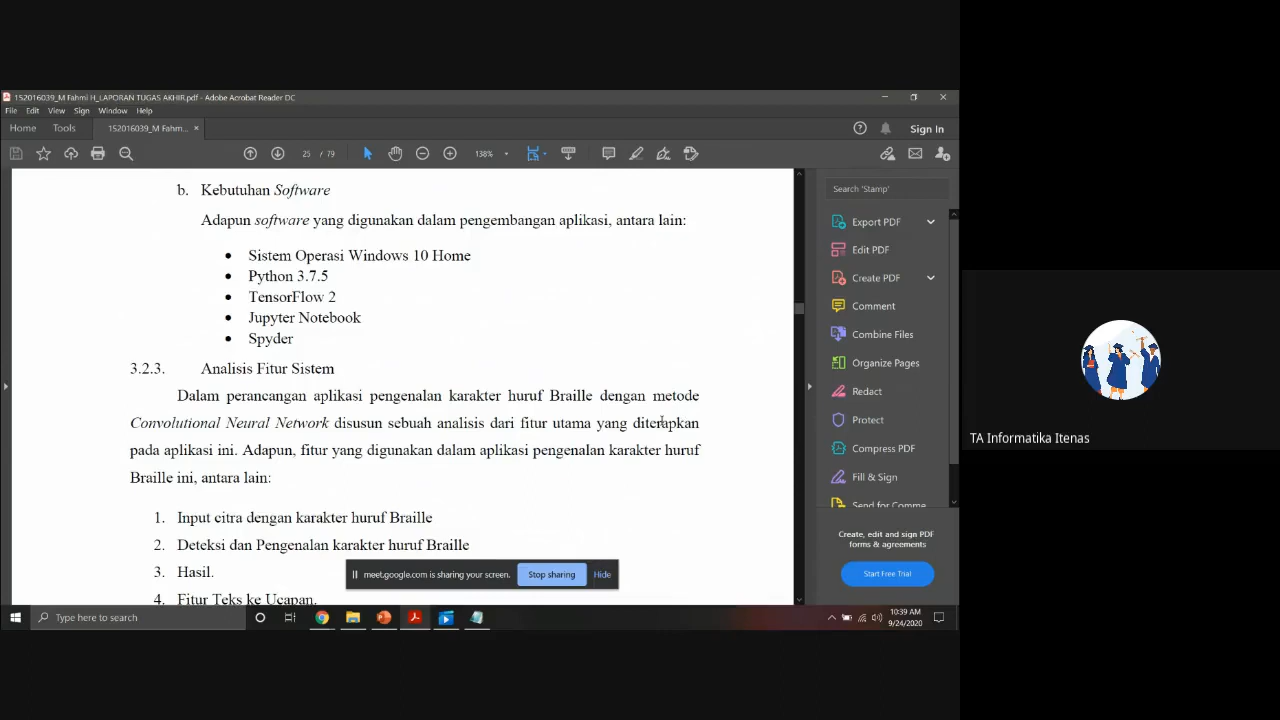 152016039_M Fahmi H_LAPORAN TUGAS AKHIR.pdf - Adobe Acrobat Reader DC
File Edit View Sign Window Help
Home Tools 152016039_M Fahm... × Sign In
25 / 79 138%
b. Kebutuhan Software
Adapun software yang digunakan dalam pengembangan aplikasi, antara lain:
• Sistem Operasi Windows 10 Home
• Python 3.7.5
• TensorFlow 2
• Jupyter Notebook
• Spyder
3.2.3. Analisis Fitur Sistem
Dalam perancangan aplikasi pengenalan karakter huruf Braille dengan metode
Convolutional Neural Network disusun sebuah analisis dari fitur utama yang diterapkan
pada aplikasi ini. Adapun, fitur yang digunakan dalam aplikasi pengenalan karakter huruf
Braille ini, antara lain:
1. Input citra dengan karakter huruf Braille
2. Deteksi dan Pengenalan karakter huruf Braille
3. Hasil.
4. Fitur Teks ke Ucapan.
meet.google.com is sharing your screen. Stop sharing Hide
Search 'Stamp'
Export PDF
Edit PDF
Create PDF
Comment
Combine Files
Organize Pages
Redact
Protect
Compress PDF
Fill & Sign
Send for Comme
Create, edit and sign PDF
forms & agreements
Start Free Trial
Type here to search
10:39 AM
9/24/2020
TA Informatika Itenas